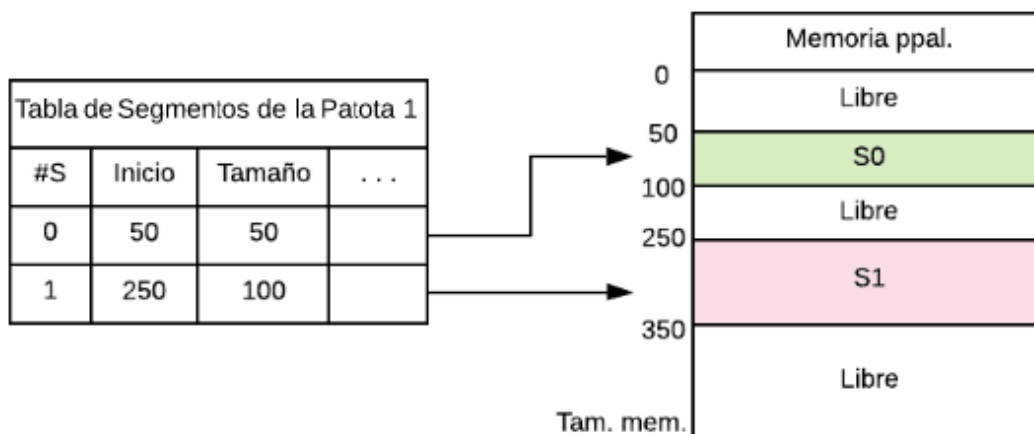 Tabla de Segmentos de la Patota 1
#S Inicio Tamaño . . .
0 50 50
1 250 100
Memoria ppal.
0
Libre
50
S0
100
Libre
250
S1
350
Libre
Tam. mem.